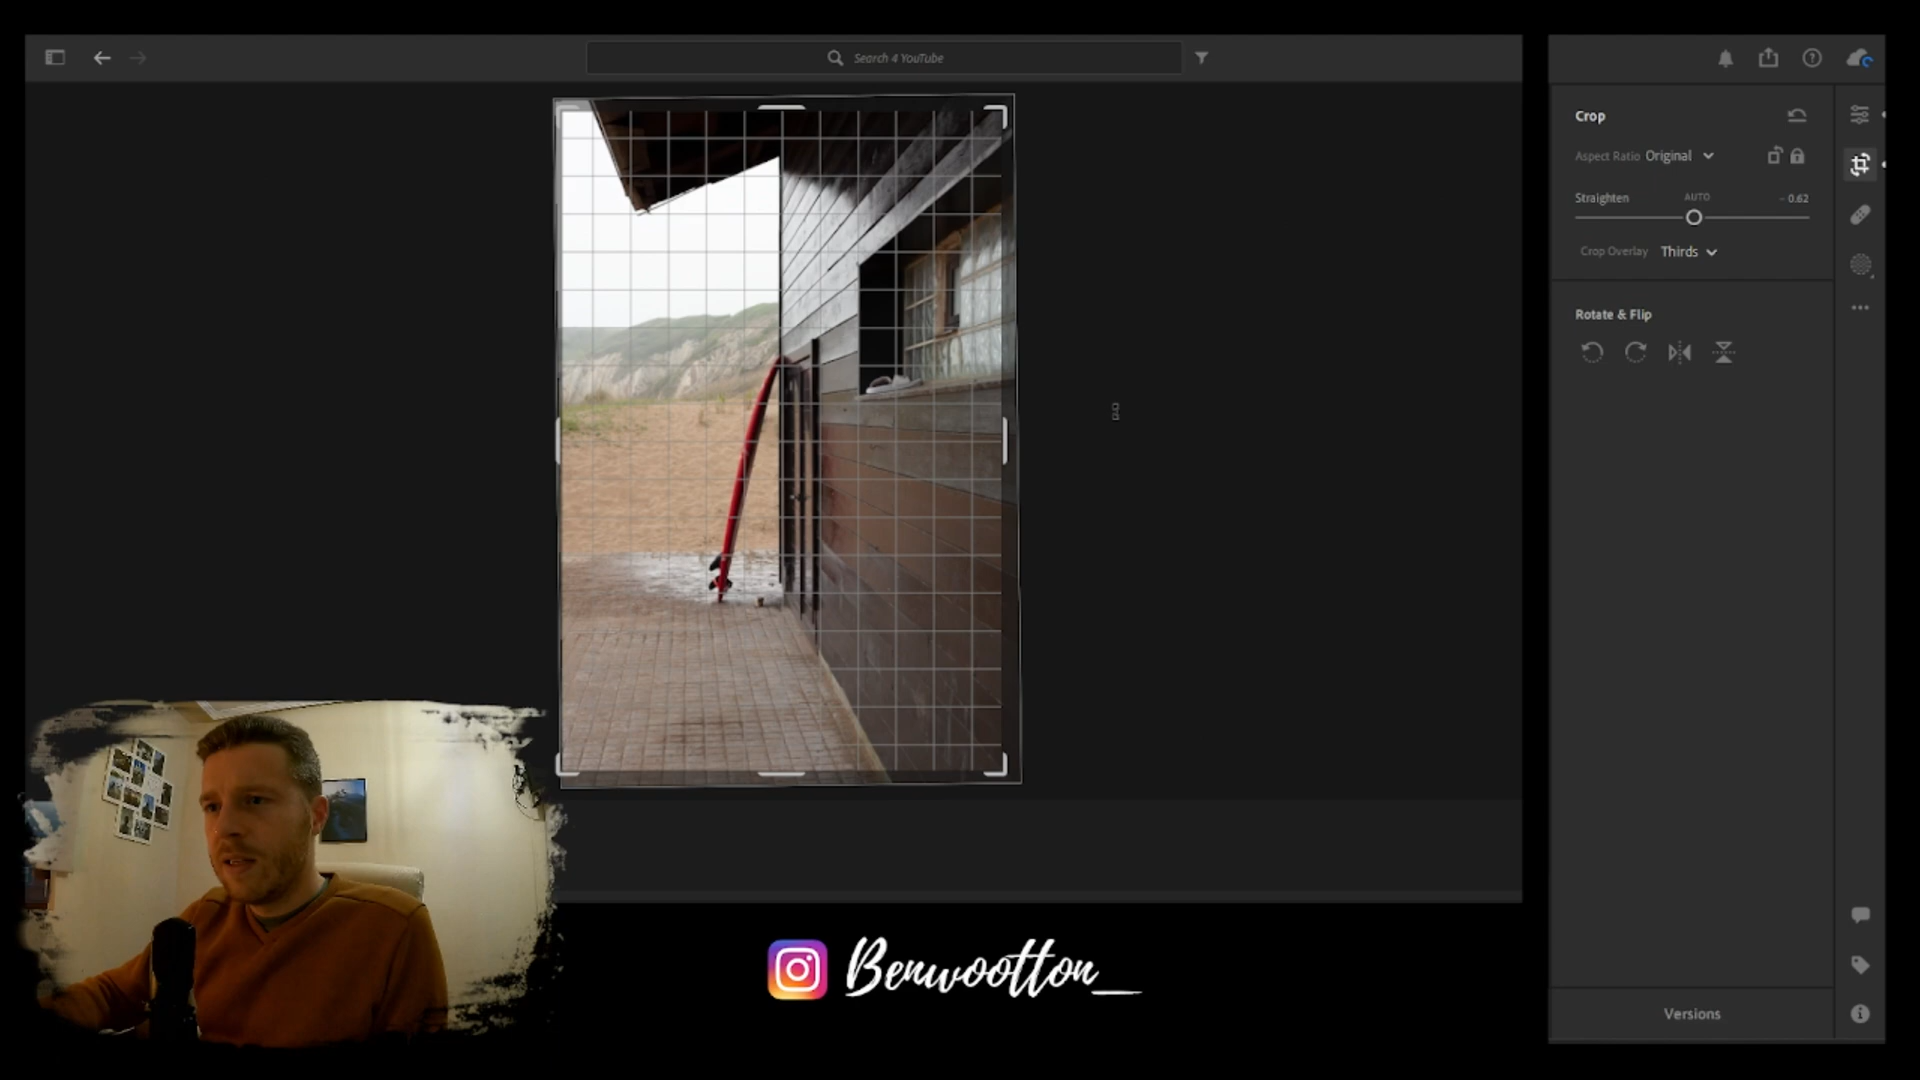 Search 4 YouTube
Crop
Aspect Ratio Original
Straighten AUTO - 0.62
Crop Overlay Thirds
Rotate & Flip
Versions
Benwootton_